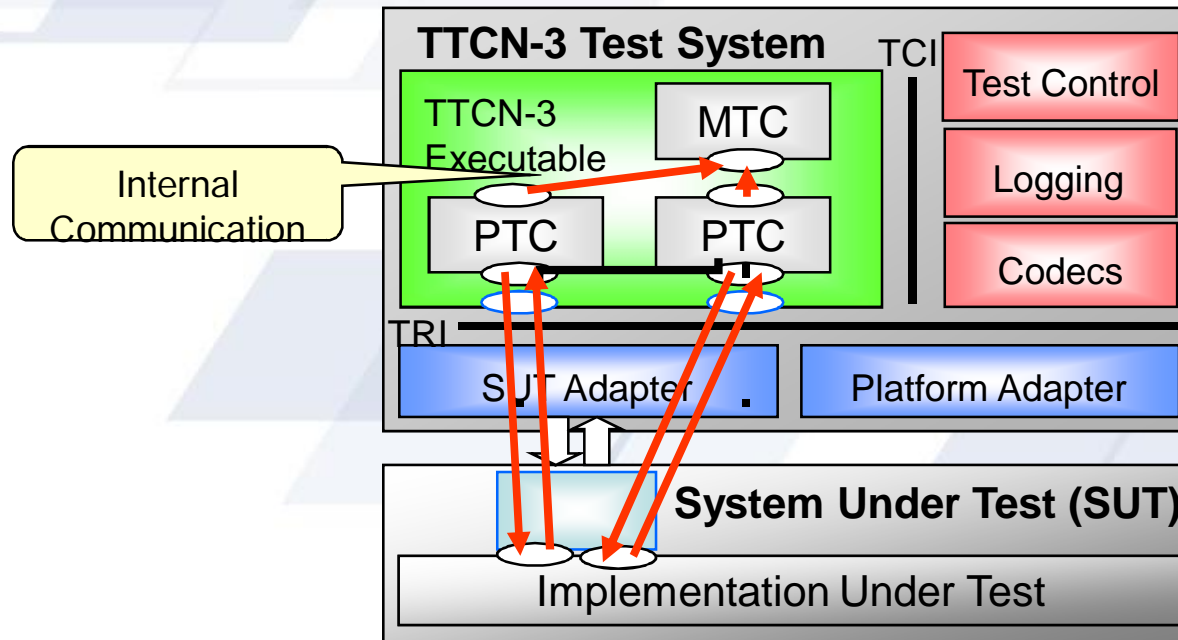 TTCN-3 Test System
TCI
Test Control
TTCN-3
Executable
MTC
Internal
Communication
Logging
PTC
PTC
Codecs
TRI
SUT Adapter
Platform Adapter
System Under Test (SUT)
Implementation Under Test